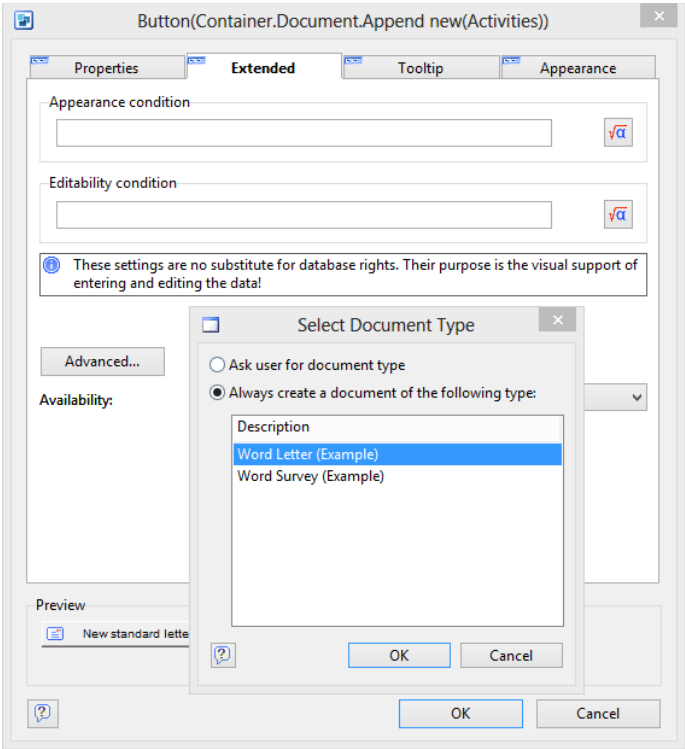 Button(Container.Document.Append new(Activities))
Properties
Extended
Tooltip
Appearance
Appearance condition
√α
Editability condition
√α
These settings are no substitute for database rights. Their purpose is the visual support of
entering and editing the data!
Advanced...
Availability:
Select Document Type
Ask user for document type
Always create a document of the following type:
Description
Word Letter (Example)
Word Survey (Example)
OK
Cancel
Preview
New standard lette
OK
Cancel